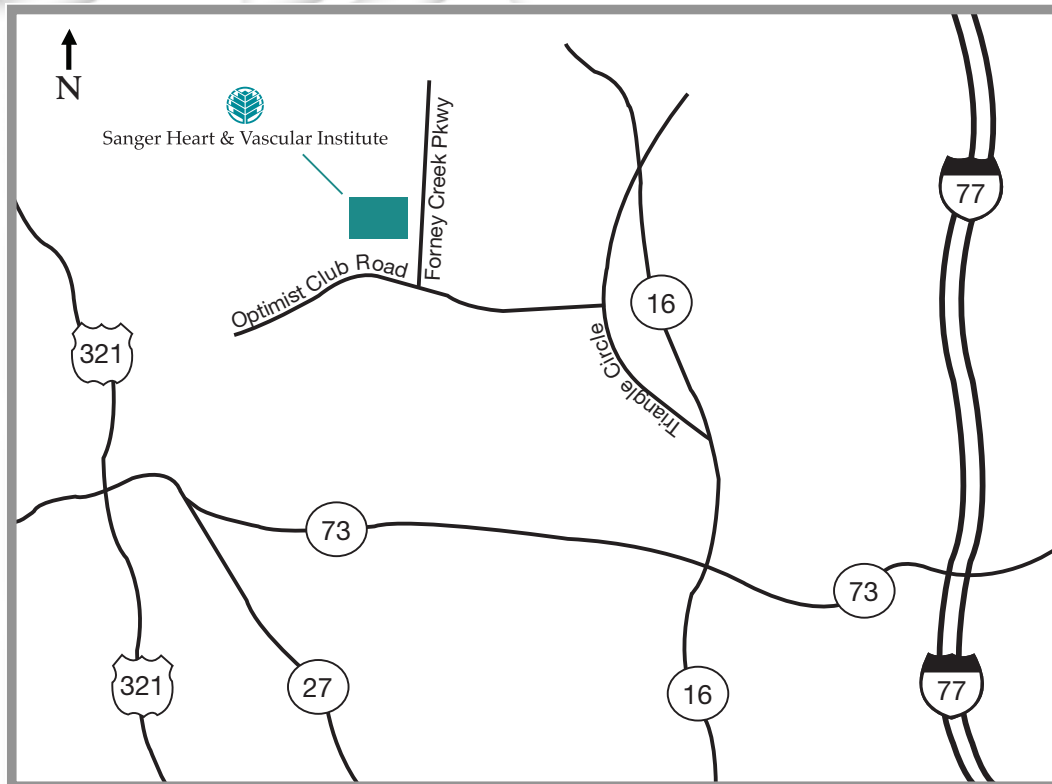 N
Sanger Heart & Vascular Institute
Forney Creek Pkwy
77
Optimist Club Road
16
321
Triangle Circle
73
73
321
27
16
77